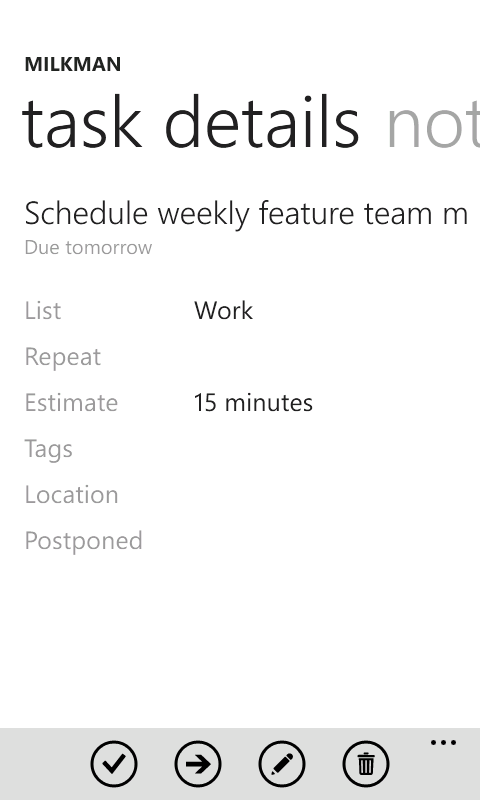 MILKMAN
task details not
Schedule weekly feature team m
Due tomorrow
List Work
Repeat
Estimate 15 minutes
Tags
Location
Postponed